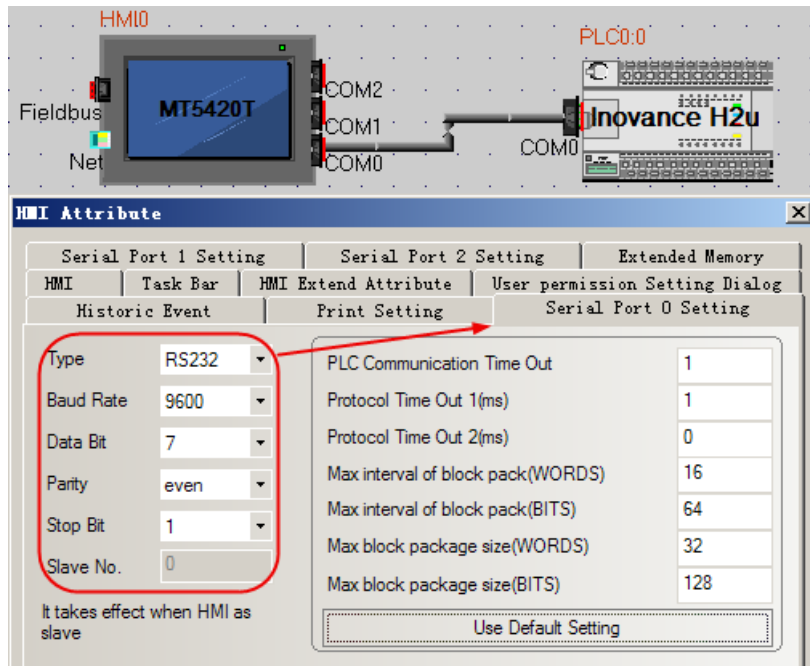 HMI0
PLC0:0
COM2
Fieldbus
MT5420T
COM1
Inovance H2u
COM0
Net
COM0
HMI Attribute
Serial Port 1 Setting
Serial Port 2 Setting
Extended Memory
HMI
Task Bar
HMI Extend Attribute
User permission Setting Dialog
Historic Event
Print Setting
Serial Port 0 Setting
Type RS232
Baud Rate 9600
Data Bit 7
Parity even
Stop Bit 1
Slave No. 0
It takes effect when HMI as
slave
PLC Communication Time Out 1
Protocol Time Out 1(ms) 1
Protocol Time Out 2(ms) 0
Max interval of block pack(WORDS) 16
Max interval of block pack(BITS) 64
Max block package size(WORDS) 32
Max block package size(BITS) 128
Use Default Setting